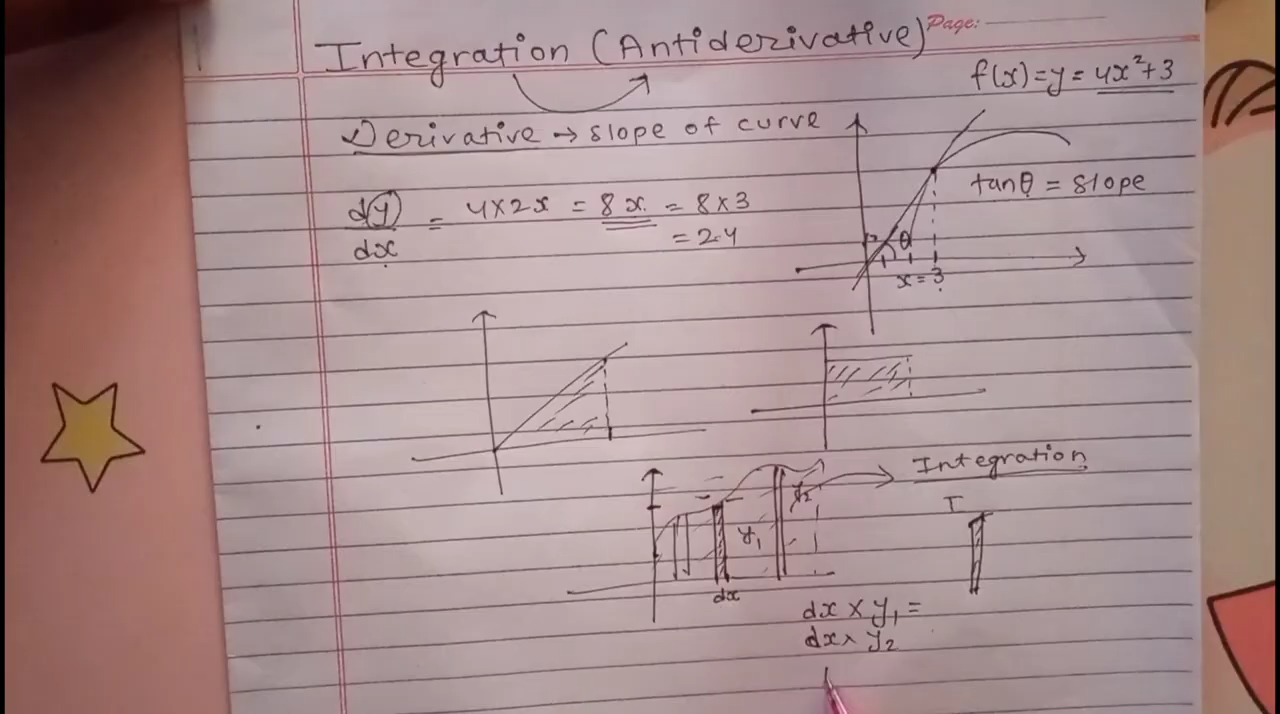 Page:
Integration (Antiderivative)
f(x) = y = 4x²+3
Derivative → slope of curve
tanθ = slope
d(y)/dx = 4×2x = 8x = 8×3
= 24
θ
x = 3
Integration
y₁
y₂
dx
dx × y₁ =
dx × y₂